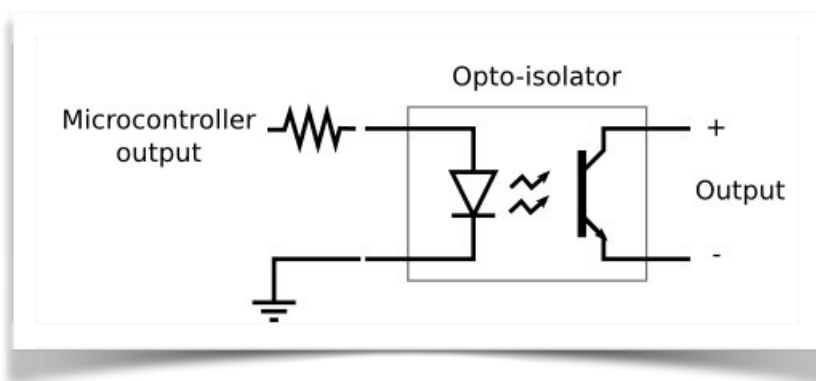 Opto-isolator
Microcontroller
output
+
Output
-